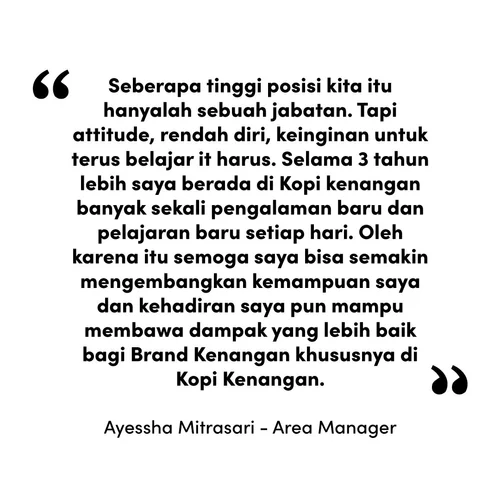 “
Seberapa tinggi posisi kita itu
hanyalah sebuah jabatan. Tapi
attitude, rendah diri, keinginan untuk
terus belajar it harus. Selama 3 tahun
lebih saya berada di Kopi kenangan
banyak sekali pengalaman baru dan
pelajaran baru setiap hari. Oleh
karena itu semoga saya bisa semakin
mengembangkan kemampuan saya
dan kehadiran saya pun mampu
membawa dampak yang lebih baik
bagi Brand Kenangan khususnya di
Kopi Kenangan.
”
Ayessha Mitrasari - Area Manager